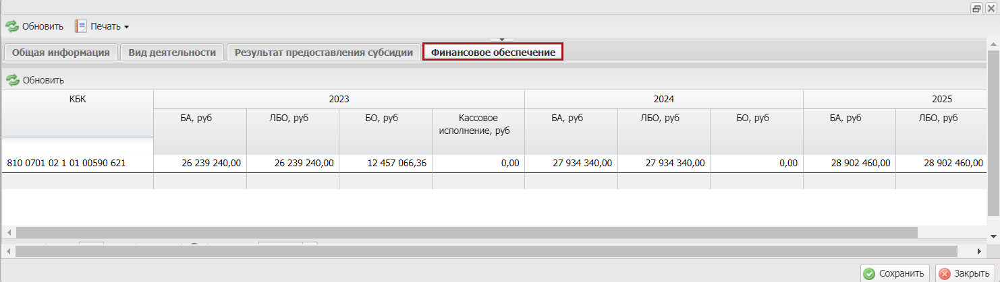 Обновить Печать
Общая информация Вид деятельности Результат предоставления субсидии Финансовое обеспечение
Обновить
КБК 2023 2024 2025
БА, руб ЛБО, руб БО, руб Кассовое исполнение, руб БА, руб ЛБО, руб БО, руб БА, руб ЛБО, руб
810 0701 02 1 01 00590 621 26 239 240,00 26 239 240,00 12 457 066,36 0,00 27 934 340,00 27 934 340,00 0,00 28 902 460,00 28 902 460,00
Сохранить Закрыть